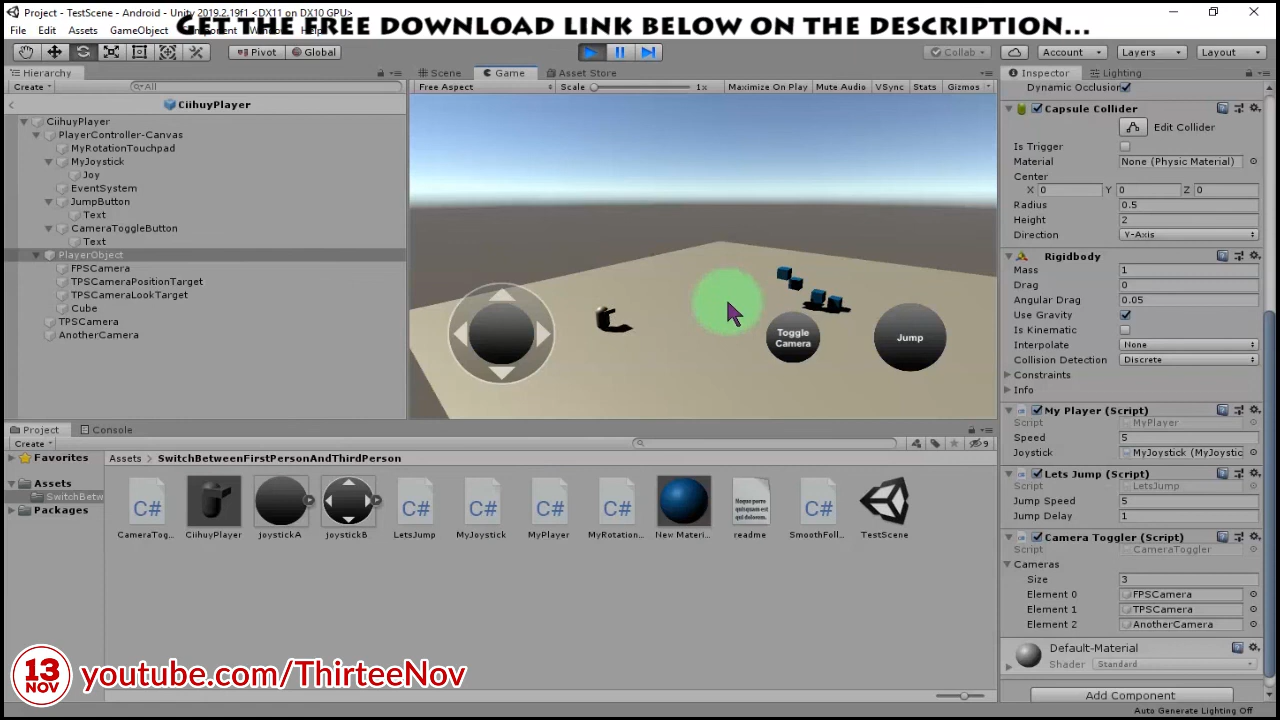 Project - TestScene - Android - Unity 2019.2.19f1 <DX11 on DX10 GPU>
GET THE FREE DOWNLOAD LINK BELOW ON THE DESCRIPTION...
File Edit Assets GameObject
Pivot Global Collab Account Layers Layout
Hierarchy
Create All
CiihuyPlayer
CiihuyPlayer
PlayerController-Canvas
MyRotationTouchpad
MyJoystick
Joy
EventSystem
JumpButton
Text
CameraToggleButton
Text
PlayerObject
FPSCamera
TPSCameraPositionTarget
TPSCameraLookTarget
Cube
TPSCamera
AnotherCamera
Scene Game Asset Store
Free Aspect Scale 1x Maximize On Play Mute Audio VSync Stats Gizmos
Toggle
Camera
Jump
Inspector Lighting
Dynamic Occlusion
Capsule Collider
Edit Collider
Is Trigger
Material None (Physic Material)
Center
X 0 Y 0 Z 0
Radius 0.5
Height 2
Direction Y-Axis
Rigidbody
Mass 1
Drag 0
Angular Drag 0.05
Use Gravity
Is Kinematic
Interpolate None
Collision Detection Discrete
Constraints
Info
My Player (Script)
Script MyPlayer
Speed 5
Joystick MyJoystick (MyJoystic
Lets Jump (Script)
Script LetsJump
Jump Speed 5
Jump Delay 1
Camera Toggler (Script)
Script CameraToggler
Cameras
Size 3
Element 0 FPSCamera
Element 1 TPSCamera
Element 2 AnotherCamera
Default-Material
Shader Standard
Add Component
Auto Generate Lighting Off
Project Console
Create 9
Favorites
Assets
SwitchBetw
Packages
Assets > SwitchBetweenFirstPersonAndThirdPerson
C# C# C# C# C# C#
CameraTog... CiihuyPlayer joystickA joystickB LetsJump MyJoystick MyPlayer MyRotation... New Materi... readme SmoothFoll... TestScene
13
NOV
youtube.com/ThirteeNov